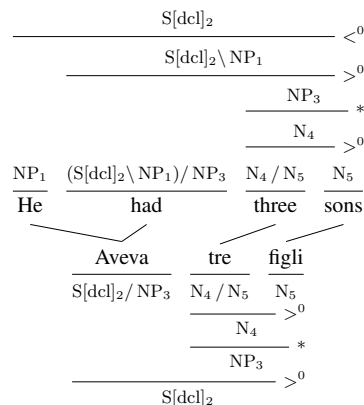 S[dcl]₂
<⁰
S[dcl]₂\NP₁
>⁰
NP₃
*
N₄
>⁰
NP₁ (S[dcl]₂\NP₁)/NP₃ N₄/N₅ N₅
He had three sons
Aveva tre figli
S[dcl]₂/NP₃ N₄/N₅ N₅
>⁰
N₄
*
NP₃
>⁰
S[dcl]₂